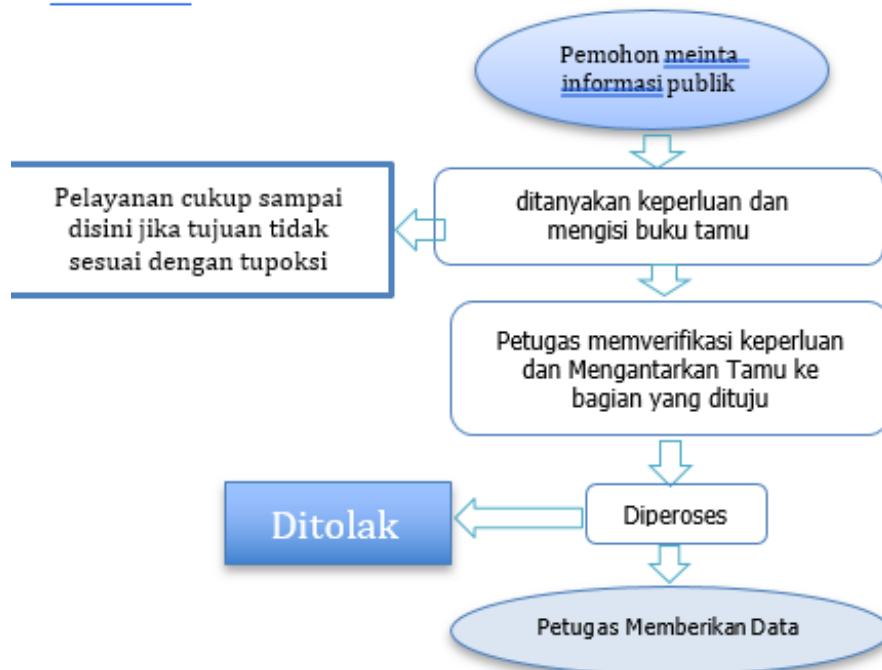 Pemohon meinta
informasi publik
ditanyakan keperluan dan
mengisi buku tamu
Pelayanan cukup sampai
disini jika tujuan tidak
sesuai dengan tupoksi
Petugas memverifikasi keperluan
dan Mengantarkan Tamu ke
bagian yang dituju
Diperoses
Ditolak
Petugas Memberikan Data